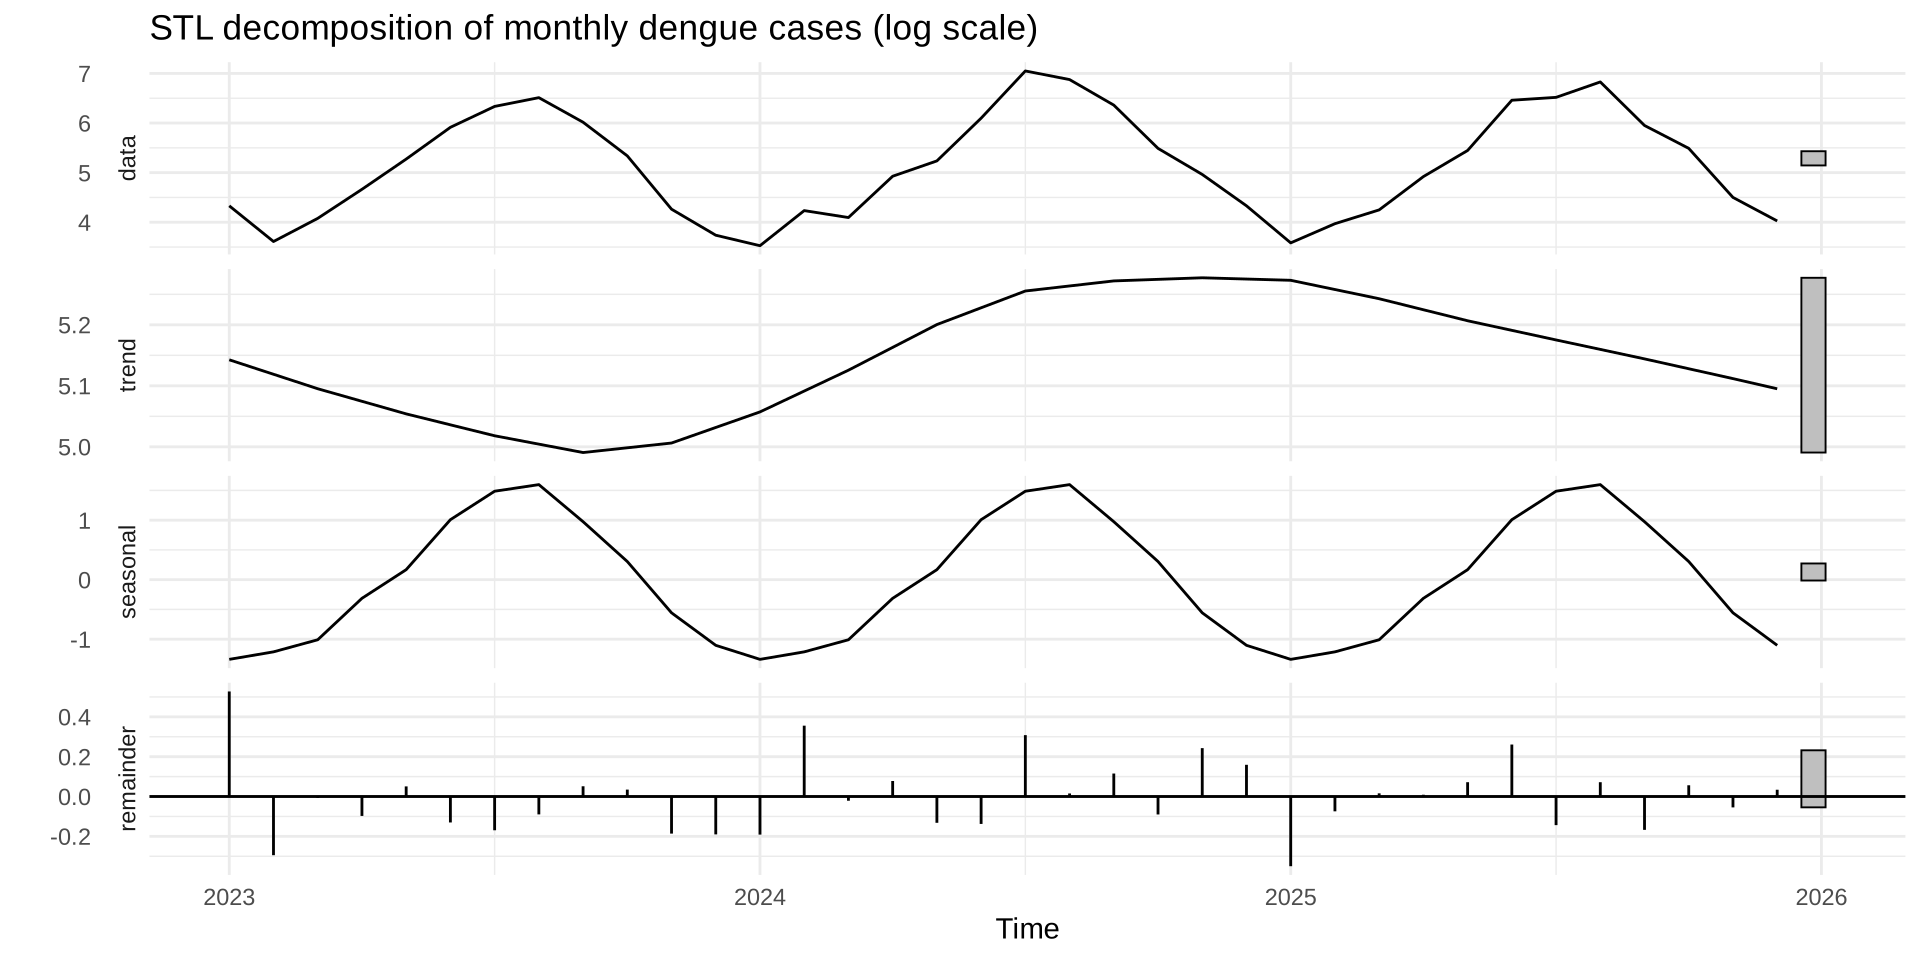 STL decomposition of monthly dengue cases (log scale)
7
6
5
4
data
5.2
5.1
5.0
trend
1
0
-1
seasonal
0.4
0.2
0.0
-0.2
remainder
2023 2024 2025 2026
Time